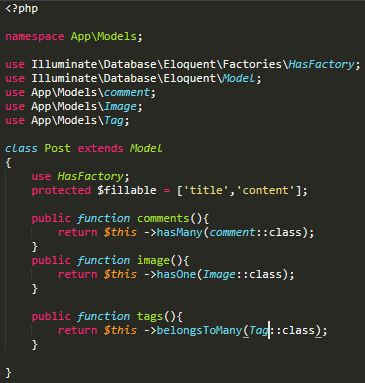 <?php
namespace App\Models;
use Illuminate\Database\Eloquent\Factories\HasFactory;
use Illuminate\Database\Eloquent\Model;
use App\Models\comment;
use App\Models\Image;
use App\Models\Tag;
class Post extends Model
{
use HasFactory;
protected $fillable = ['title','content'];
public function comments(){
return $this ->hasMany(comment::class);
}
public function image(){
return $this ->hasOne(Image::class);
}
public function tags(){
return $this ->belongsToMany(Tag::class);
}
}